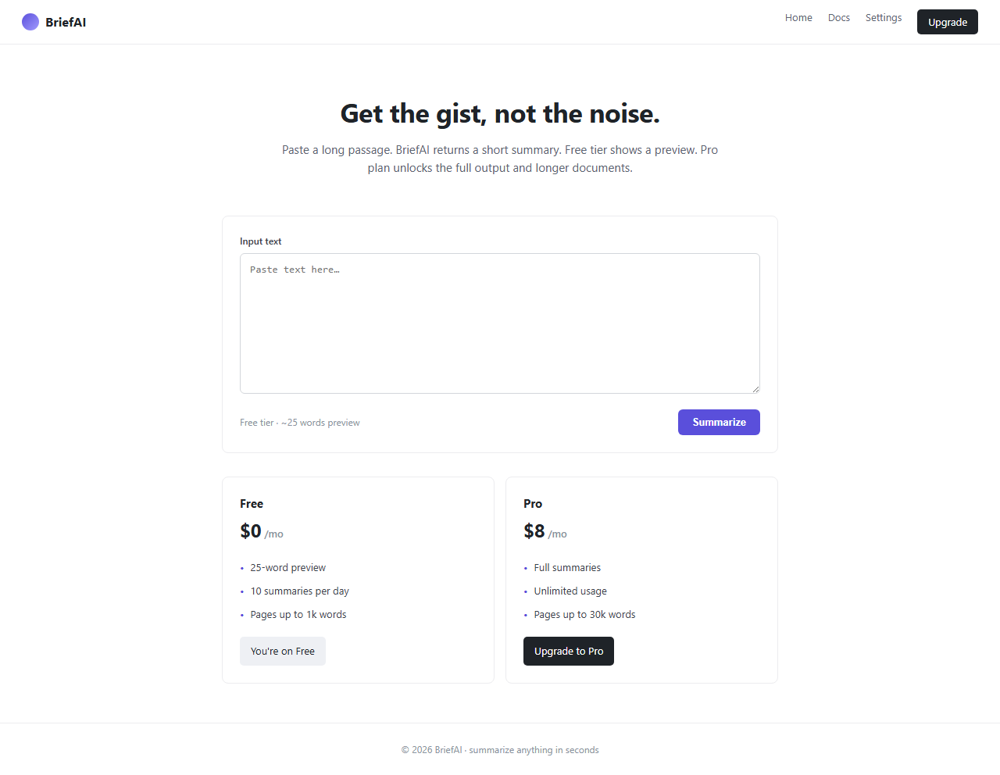 BriefAI
Home
Docs
Settings
Upgrade
Get the gist, not the noise.
Paste a long passage. BriefAI returns a short summary. Free tier shows a preview. Pro
plan unlocks the full output and longer documents.
Input text
Paste text here…
Free tier · ~25 words preview
Summarize
Free
$0 /mo
• 25-word preview
• 10 summaries per day
• Pages up to 1k words
You're on Free
Pro
$8 /mo
• Full summaries
• Unlimited usage
• Pages up to 30k words
Upgrade to Pro
© 2026 BriefAI · summarize anything in seconds